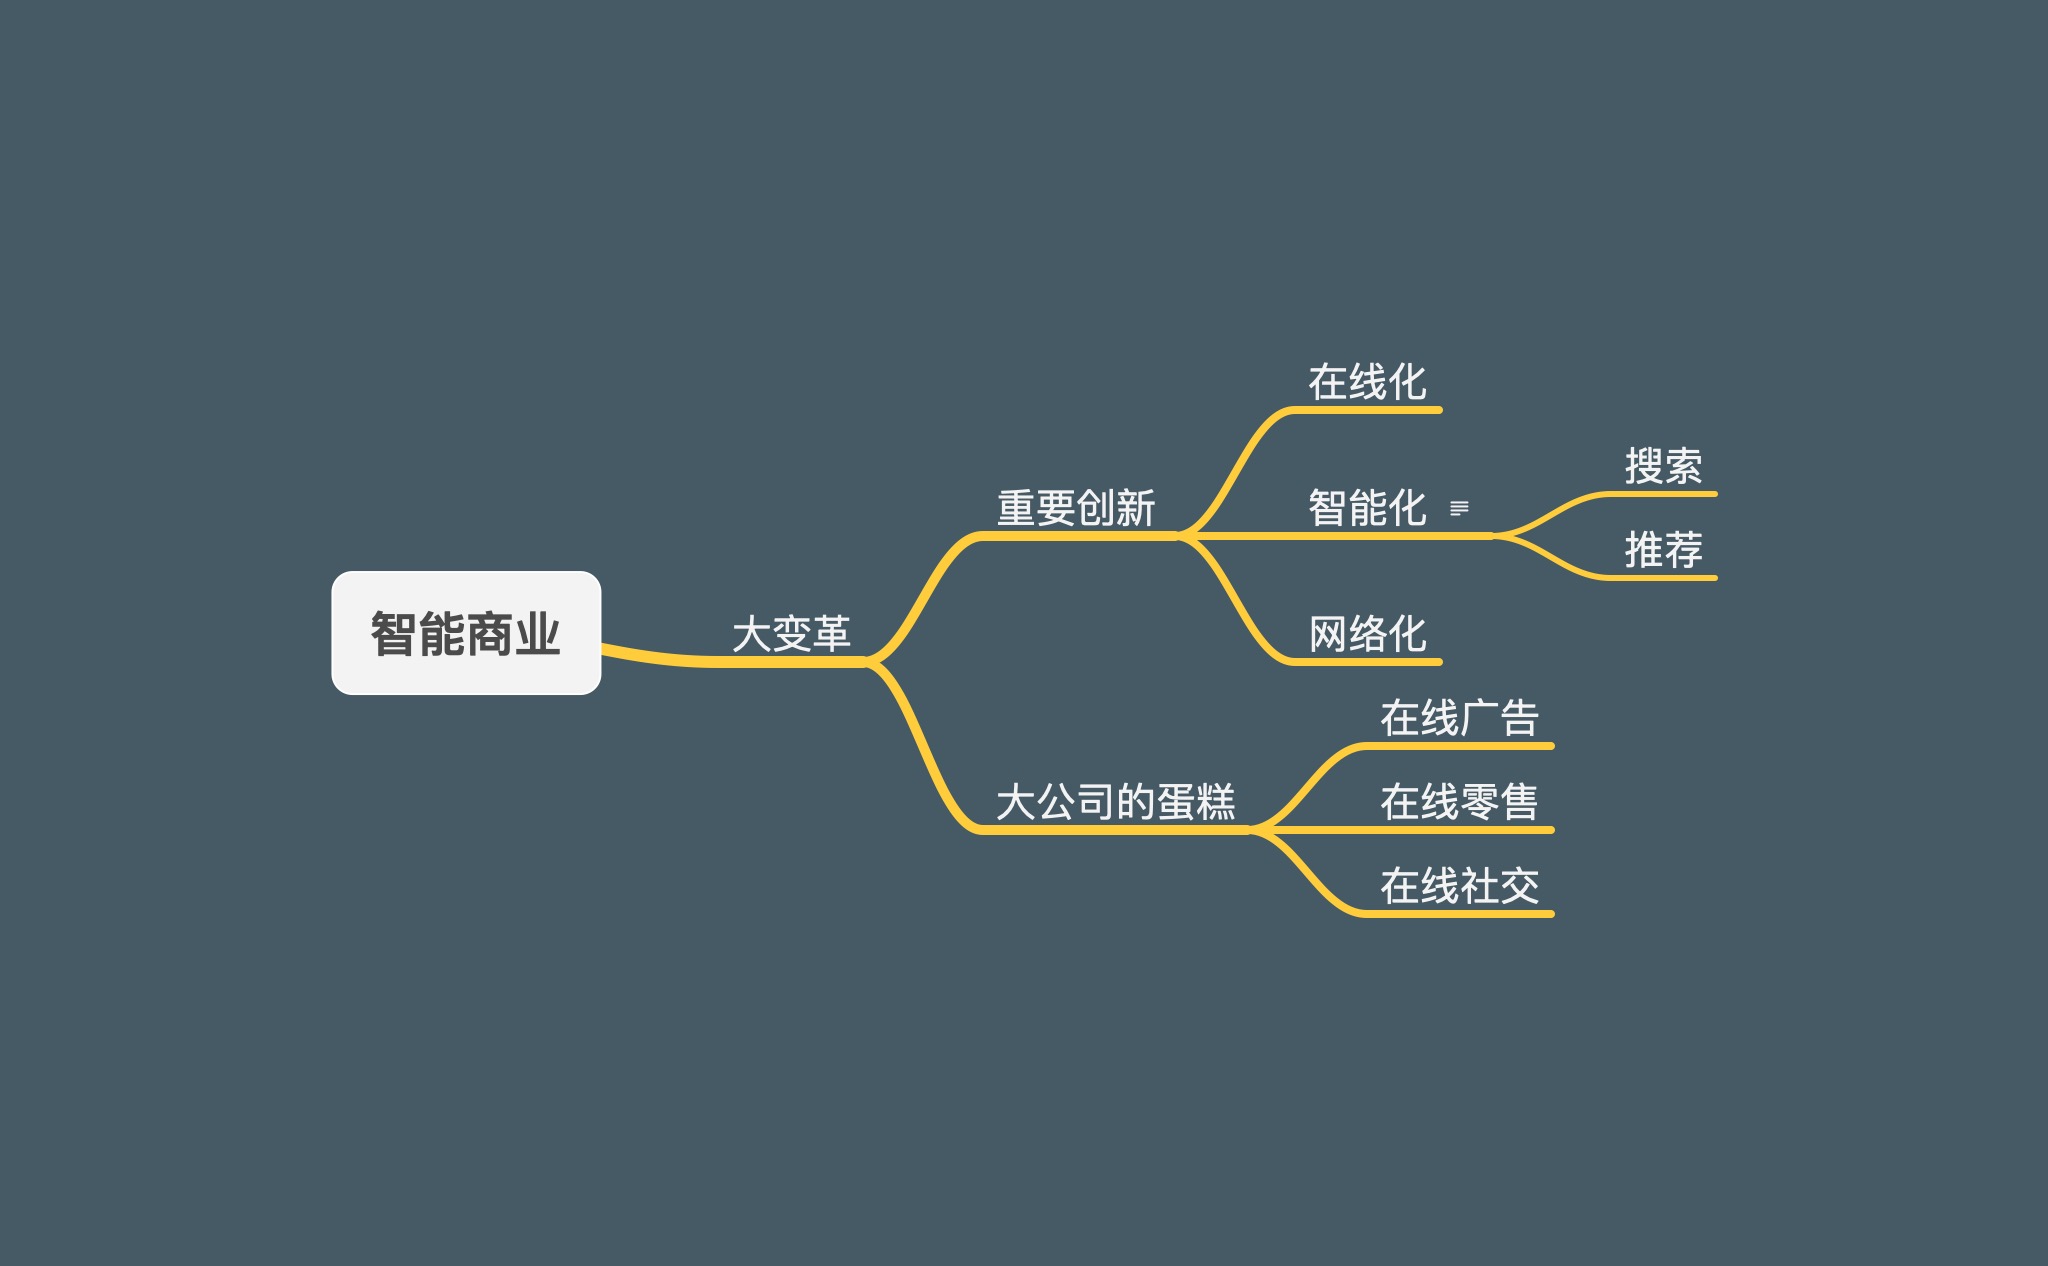 智能商业
大变革
重要创新
在线化
智能化
搜索
推荐
网络化
大公司的蛋糕
在线广告
在线零售
在线社交